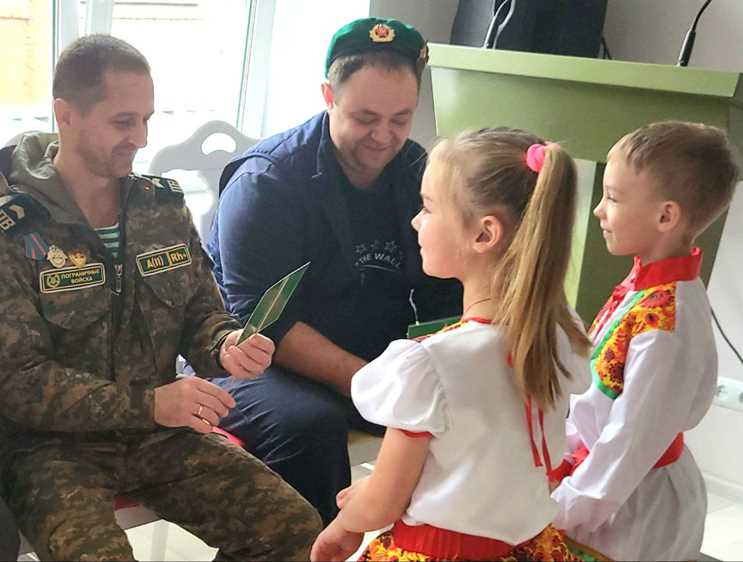 ПОГРАНИЧНЫЕ
ВОЙСКА
A(II) Rh+
THE WALL